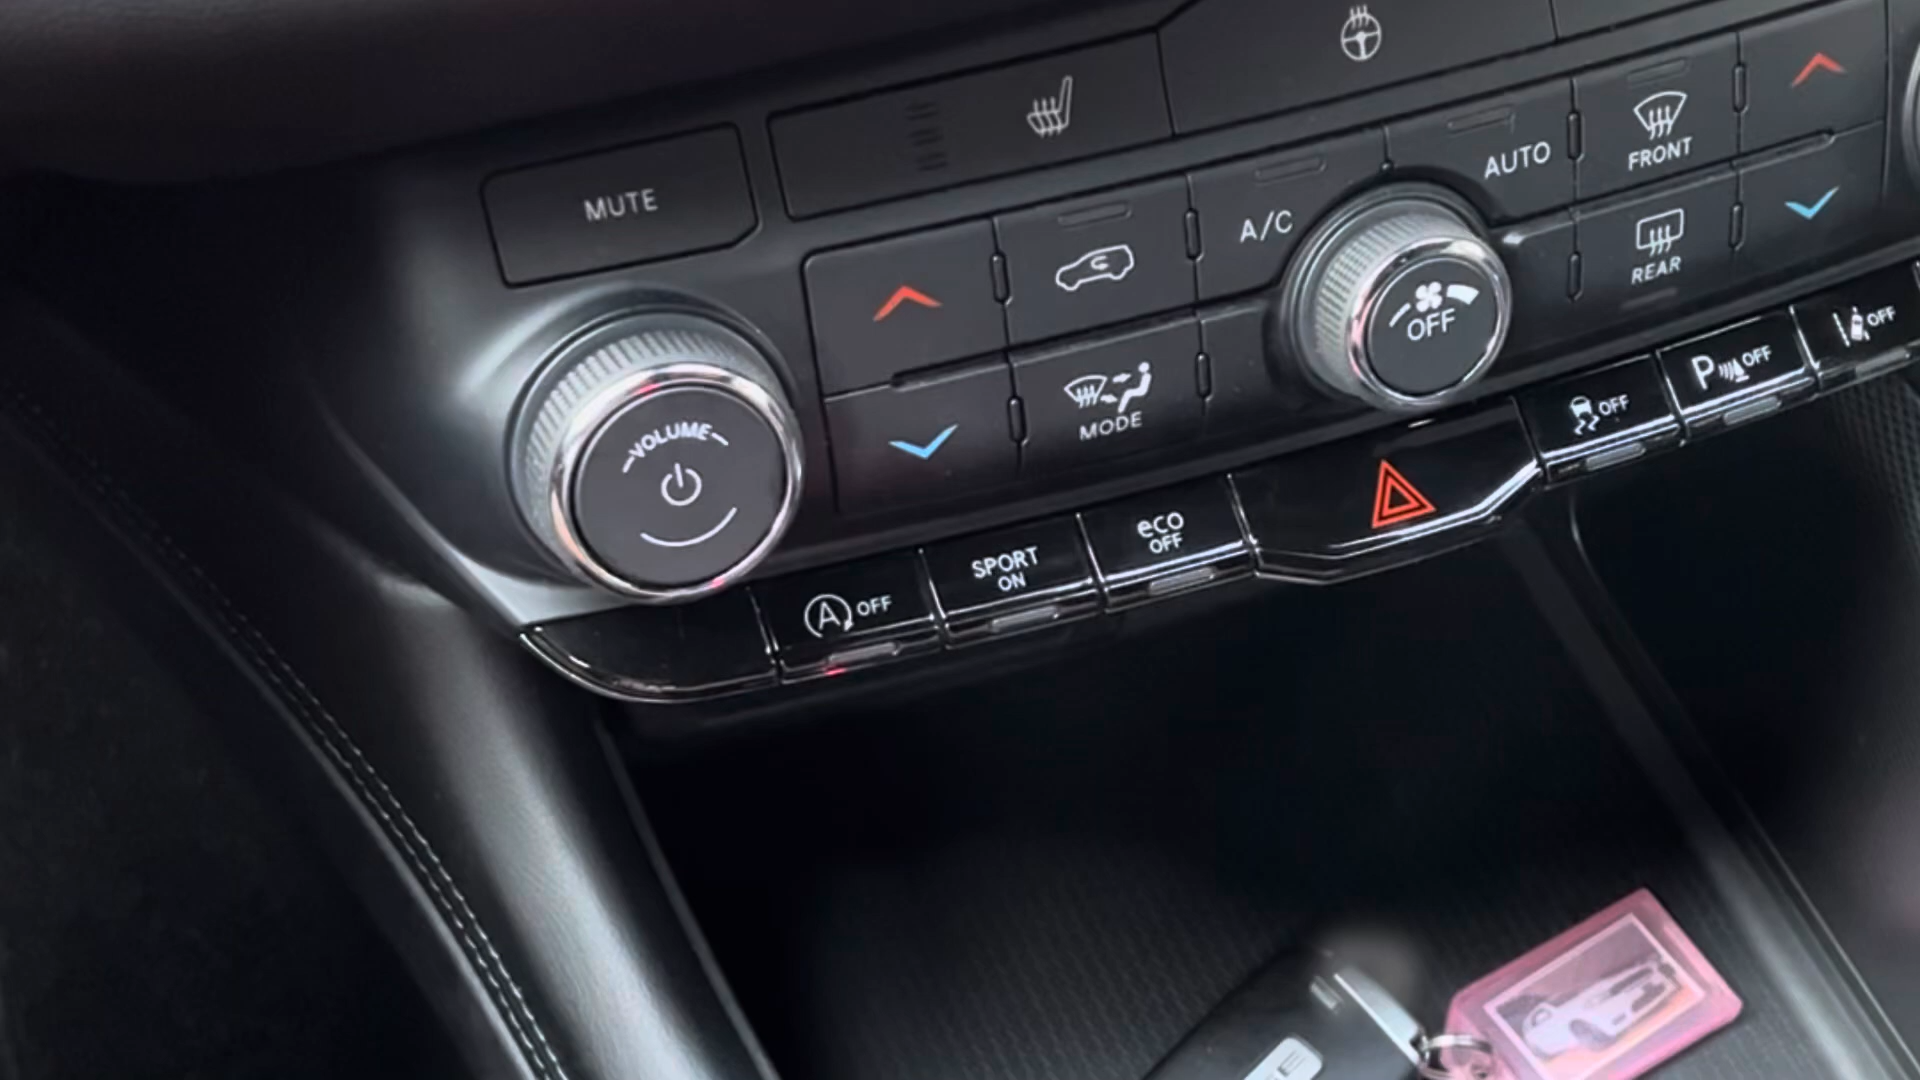 MUTE
AUTO
FRONT
A/C
REAR
OFF
MODE
VOLUME
A OFF
SPORT
ON
eco
OFF
OFF
P OFF
OFF